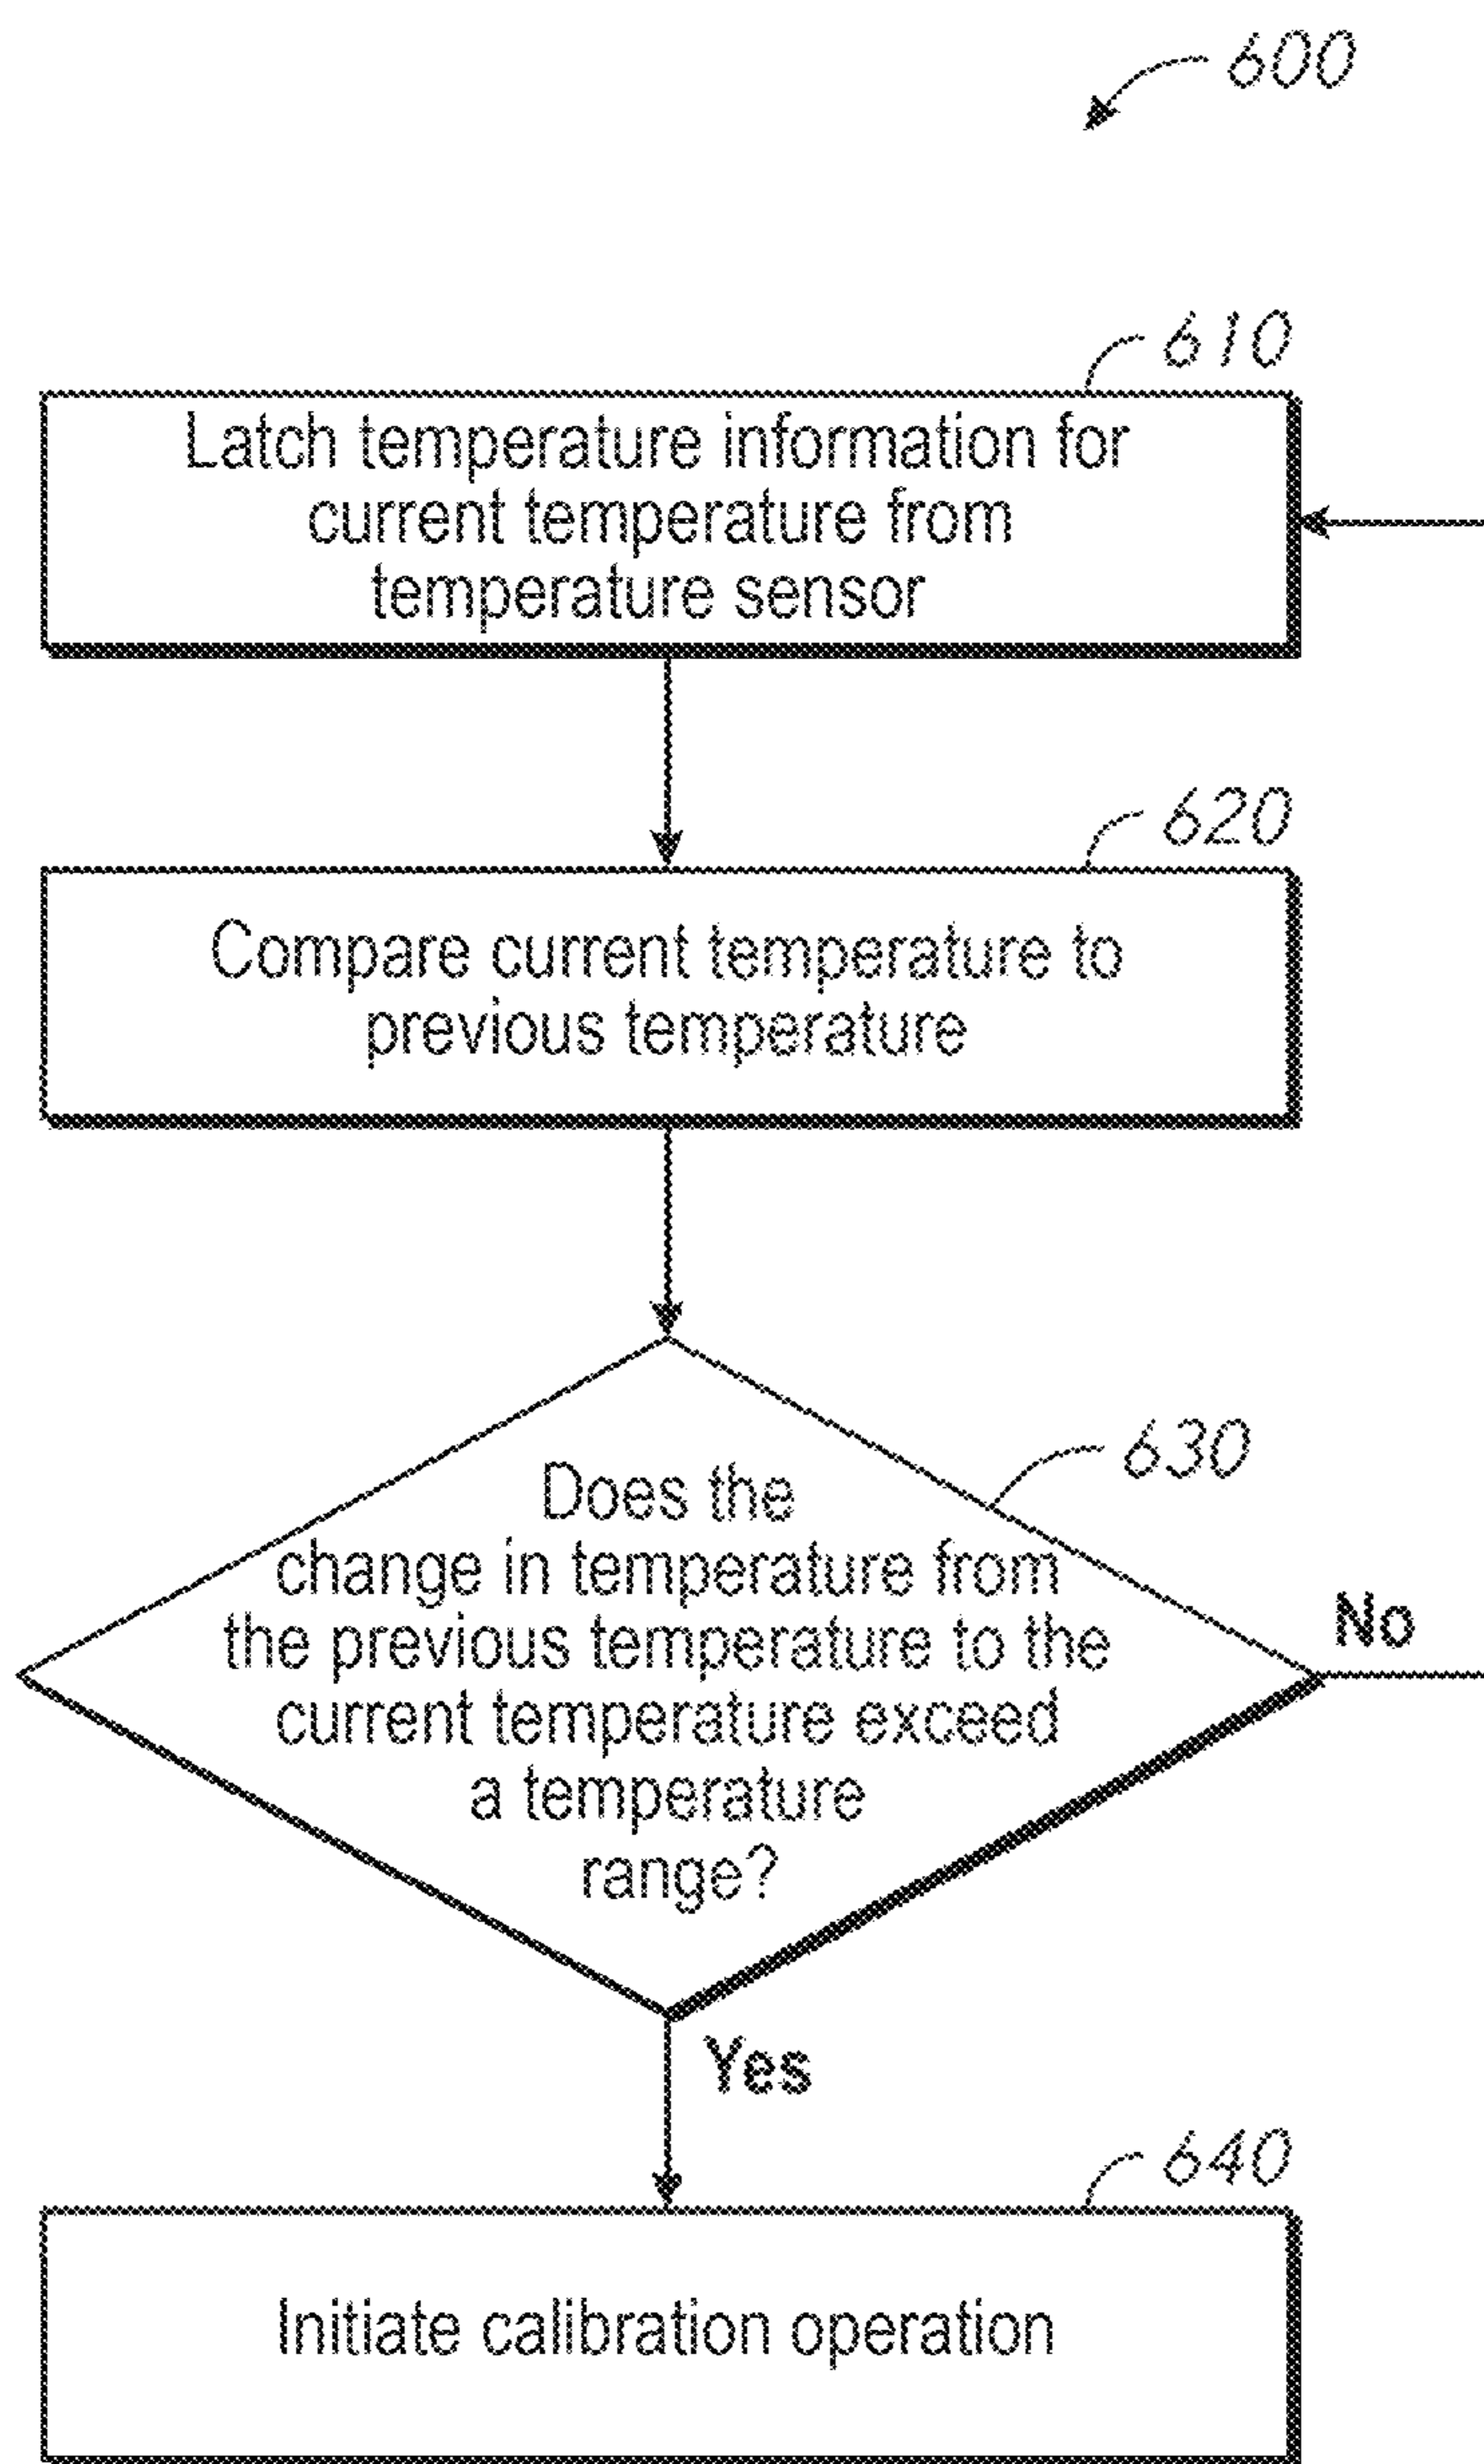 600
610
Latch temperature information for
current temperature from
temperature sensor
620
Compare current temperature to
previous temperature
630
Does the
change in temperature from
the previous temperature to the
current temperature exceed
a temperature
range?
No
Yes
640
Initiate calibration operation